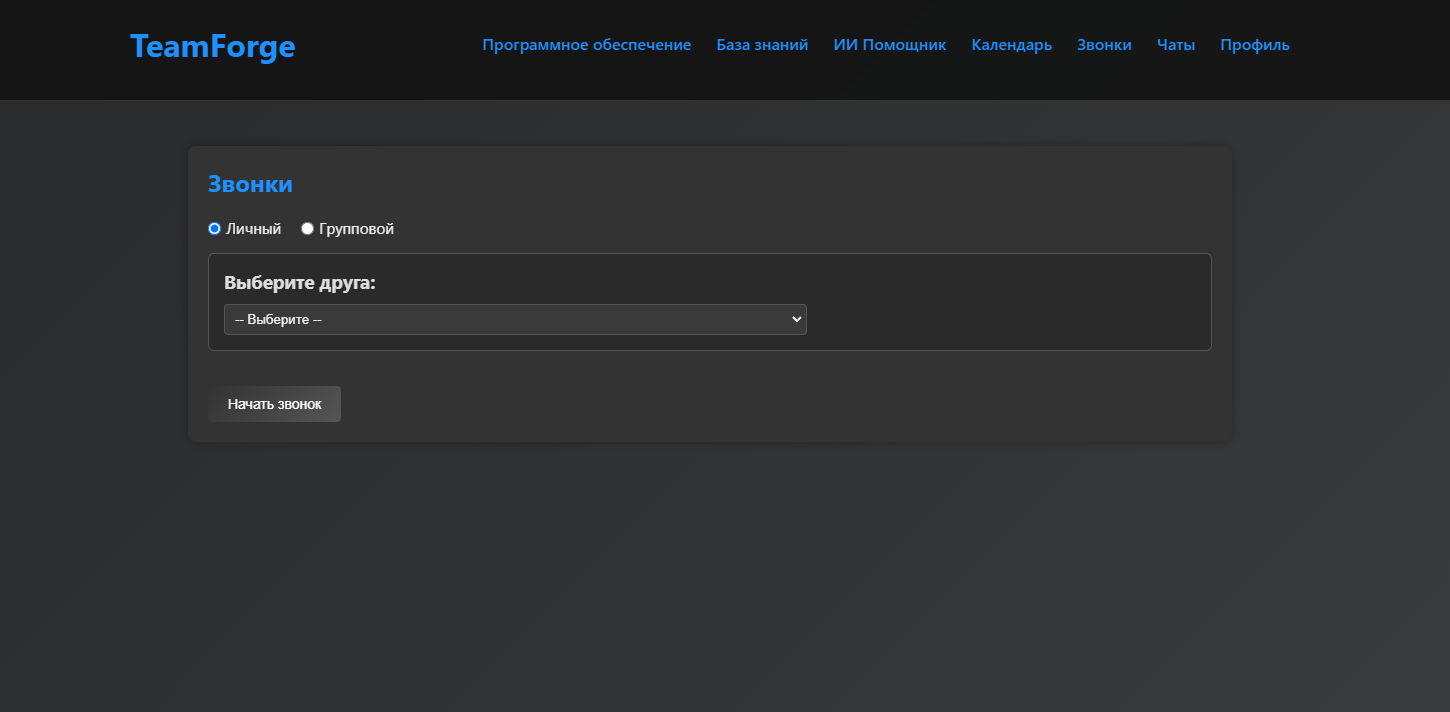 TeamForge
Программное обеспечение База знаний ИИ Помощник Календарь Звонки Чаты Профиль
Звонки
Личный Групповой
Выберите друга:
-- Выберите --
Начать звонок